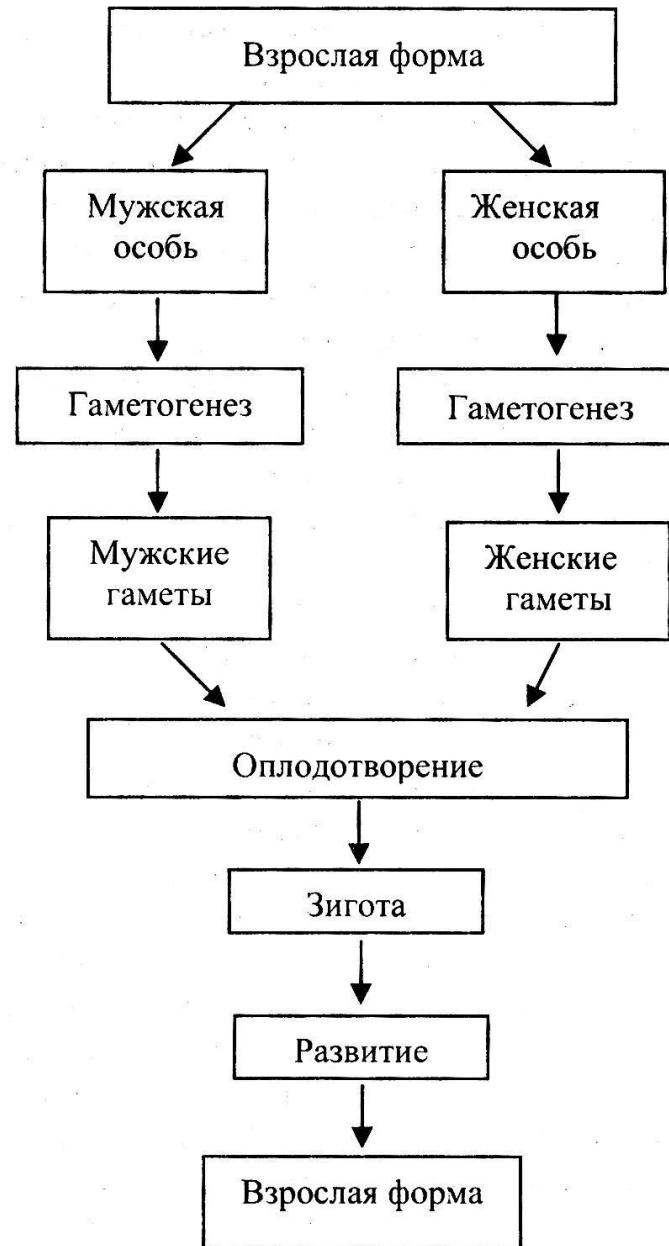 Взрослая форма
Мужская
особь
Женская
особь
Гаметогенез
Гаметогенез
Мужские
гаметы
Женские
гаметы
Оплодотворение
Зигота
Развитие
Взрослая форма